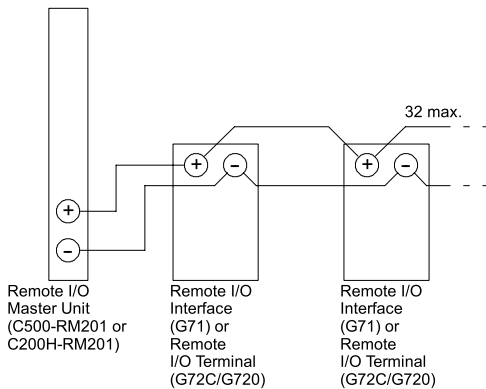 32 max.
+
–
+
–
+
–
Remote I/O
Master Unit
(C500-RM201 or
C200H-RM201)
Remote I/O
Interface
(G71) or
Remote
I/O Terminal
(G72C/G720)
Remote I/O
Interface
(G71) or
Remote
I/O Terminal
(G72C/G720)